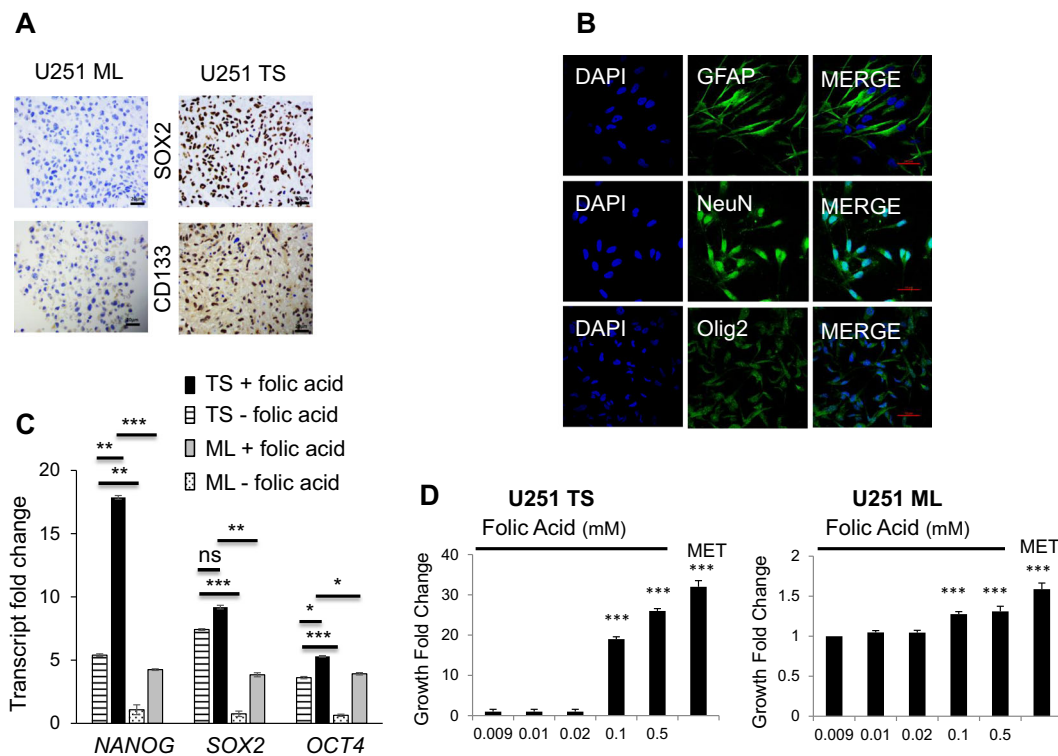 A
U251 ML
U251 TS
SOX2
CD133
B
DAPI
GFAP
MERGE
DAPI
NeuN
MERGE
DAPI
Olig2
MERGE
C
TS + folic acid
TS - folic acid
ML + folic acid
ML - folic acid
Transcript fold change
20
15
10
5
0
** *** **
ns *** **
* *** *
NANOG SOX2 OCT4
D
U251 TS
Folic Acid (mM)
MET
Growth Fold Change
40
30
20
10
0
*** *** ***
0.009 0.01 0.02 0.1 0.5
U251 ML
Folic Acid (mM)
MET
Growth Fold Change
2
1.5
1
0.5
0
*** *** ***
0.009 0.01 0.02 0.1 0.5